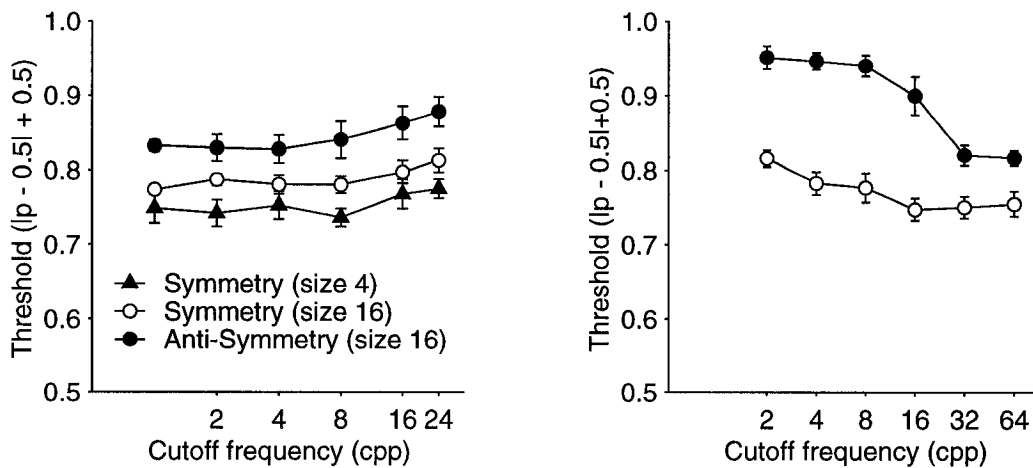 1.0
0.9
0.8
0.7
0.6
0.5
Threshold (|p - 0.5| + 0.5)
Symmetry (size 4)
Symmetry (size 16)
Anti-Symmetry (size 16)
2 4 8 16 24
Cutoff frequency (cpp)
1.0
0.9
0.8
0.7
0.6
0.5
Threshold (|p - 0.5|+0.5)
2 4 8 16 32 64
Cutoff frequency (cpp)